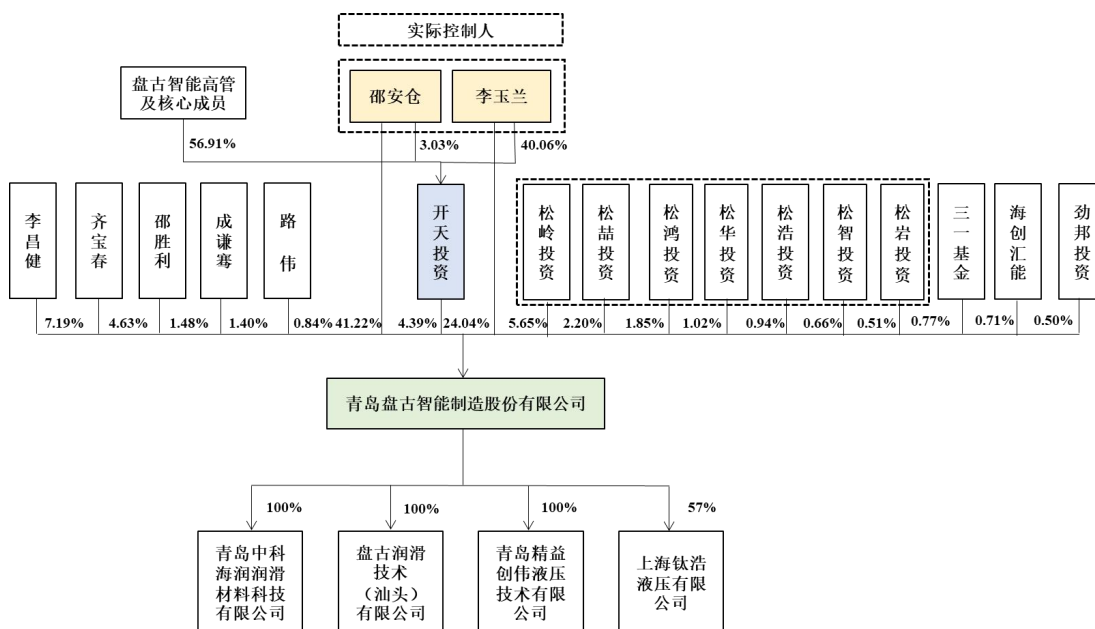 实际控制人
盘古智能高管
及核心成员
邵安仓
李玉兰
56.91%
3.03%
40.06%
李昌健
齐宝春
邵胜利
成谦骞
路伟
开天投资
松岭投资
松喆投资
松鸿投资
松华投资
松浩投资
松智投资
松岩投资
三一基金
海创汇能
劲邦投资
7.19%
4.63%
1.48%
1.40%
0.84%
41.22%
4.39%
24.04%
5.65%
2.20%
1.85%
1.02%
0.94%
0.66%
0.51%
0.77%
0.71%
0.50%
青岛盘古智能制造股份有限公司
100%
100%
100%
57%
青岛中科
海润润滑
材料科技
有限公司
盘古润滑
技术
（汕头）
有限公司
青岛精益
创伟液压
技术有限
公司
上海钛浩
液压有限
公司